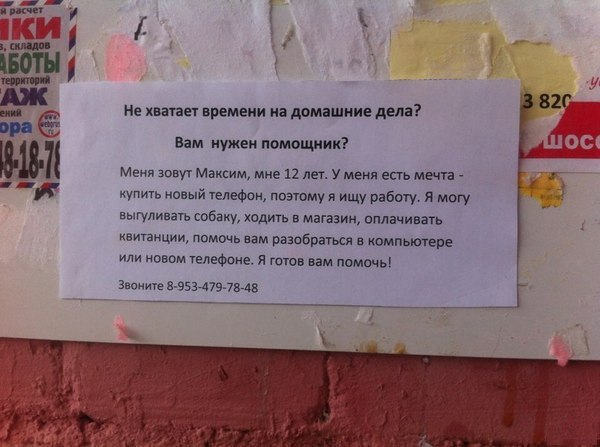 й расчет
ИКИ
в, складов
АБОТЫ
территорий
ТАЖ
ений
ора
48-18-78
3 820
шосс
Не хватает времени на домашние дела?
Вам нужен помощник?
Меня зовут Максим, мне 12 лет. У меня есть мечта -
купить новый телефон, поэтому я ищу работу. Я могу
выгуливать собаку, ходить в магазин, оплачивать
квитанции, помочь вам разобраться в компьютере
или новом телефоне. Я готов вам помочь!
Звоните 8-953-479-78-48